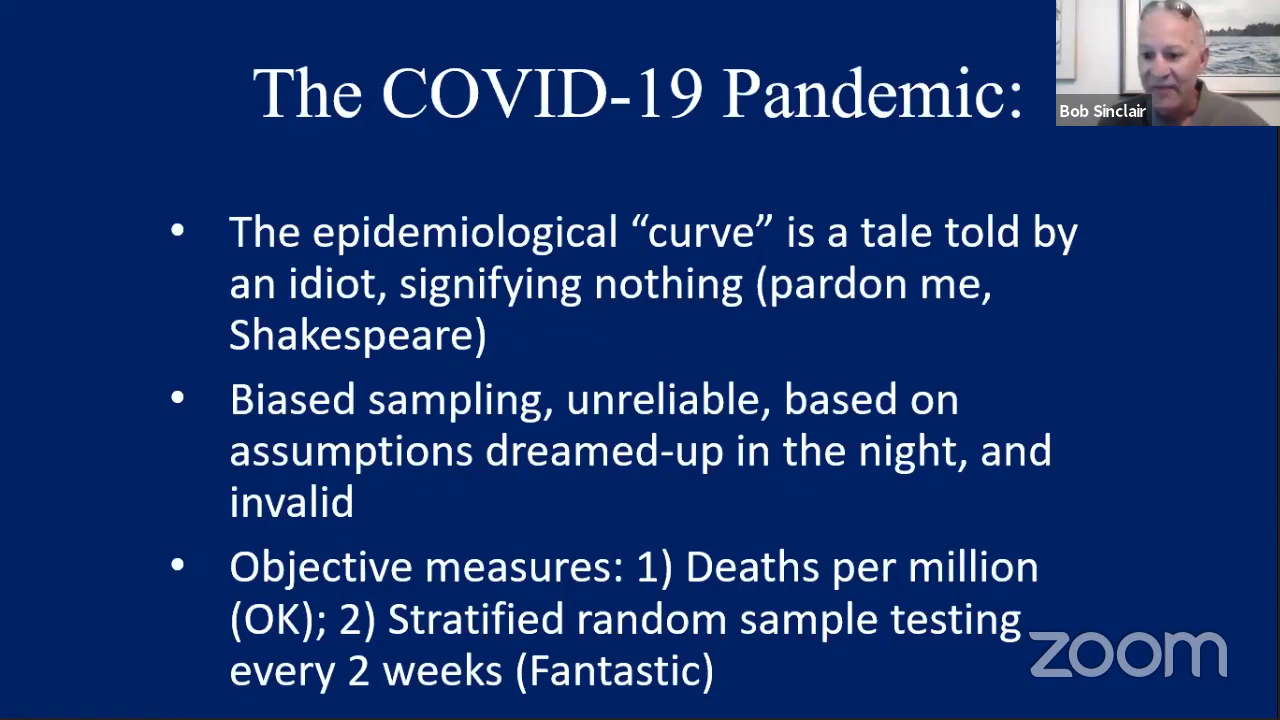 The COVID-19 Pandemic:
Bob Sinclair
• The epidemiological “curve” is a tale told by
an idiot, signifying nothing (pardon me,
Shakespeare)
• Biased sampling, unreliable, based on
assumptions dreamed-up in the night, and
invalid
• Objective measures: 1) Deaths per million
(OK); 2) Stratified random sample testing
every 2 weeks (Fantastic)
zoom